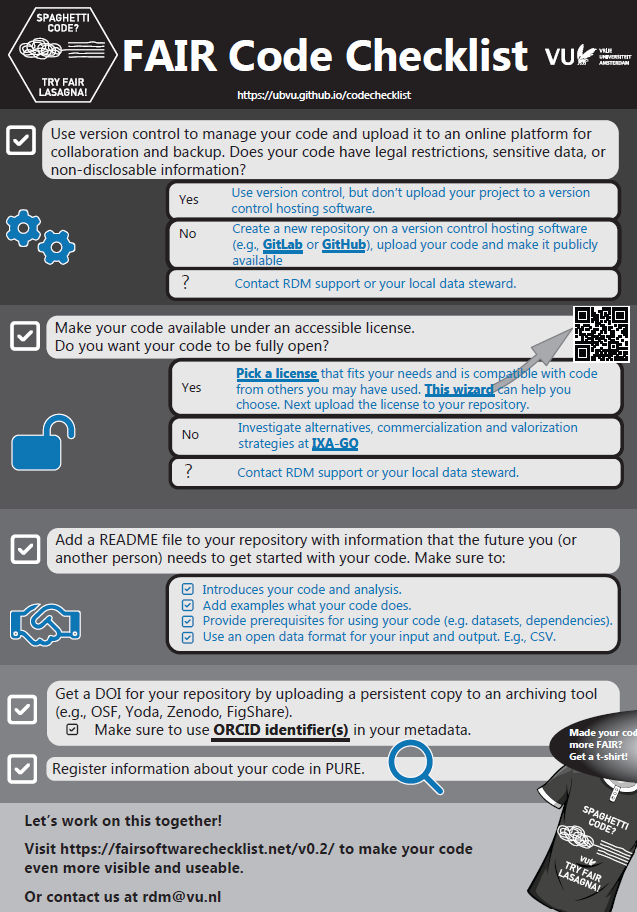 SPAGHETTI
CODE?
TRY FAIR
LASAGNA!
FAIR Code Checklist
VU
VRIJE
UNIVERSITEIT
AMSTERDAM
https://ubvu.github.io/codechecklist
Use version control to manage your code and upload it to an online platform for
collaboration and backup. Does your code have legal restrictions, sensitive data, or
non-disclosable information?
Yes
Use version control, but don't upload your project to a version
control hosting software.
No
Create a new repository on a version control hosting software
(e.g., GitLab or GitHub), upload your code and make it publicly
available
?
Contact RDM support or your local data steward.
Make your code available under an accessible license.
Do you want your code to be fully open?
Yes
Pick a license that fits your needs and is compatible with code
from others you may have used. This wizard can help you
choose. Next upload the license to your repository.
No
Investigate alternatives, commercialization and valorization
strategies at IXA-GO
?
Contact RDM support or your local data steward.
Add a README file to your repository with information that the future you (or
another person) needs to get started with your code. Make sure to:
Introduces your code and analysis.
Add examples what your code does.
Provide prerequisites for using your code (e.g. datasets, dependencies).
Use an open data format for your input and output. E.g., CSV.
Get a DOI for your repository by uploading a persistent copy to an archiving tool
(e.g., OSF, Yoda, Zenodo, FigShare).
Make sure to use ORCID identifier(s) in your metadata.
Register information about your code in PURE.
Made your cod
more FAIR?
Get a t-shirt!
SPAGHETTI
CODE?
VU
TRY FAIR
LASAGNA!
Let's work on this together!
Visit https://fairsoftwarechecklist.net/v0.2/ to make your code
even more visible and useable.
Or contact us at rdm@vu.nl